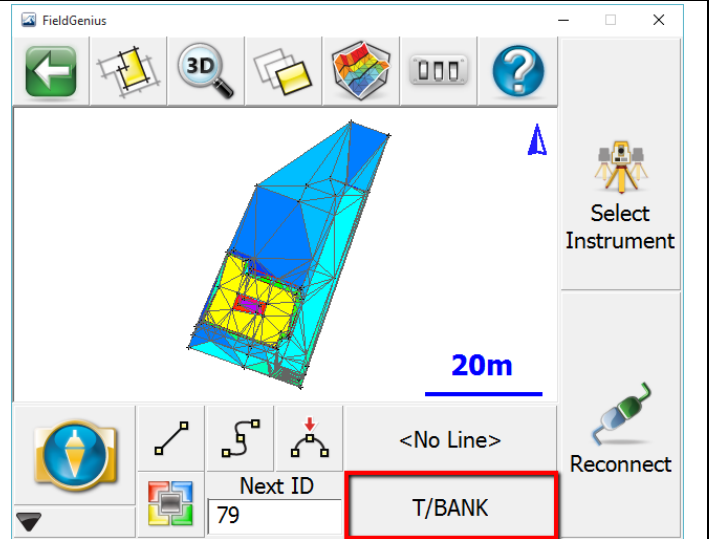 FieldGenius
3D
Select
Instrument
20m
<No Line>
Reconnect
Next ID
79
T/BANK